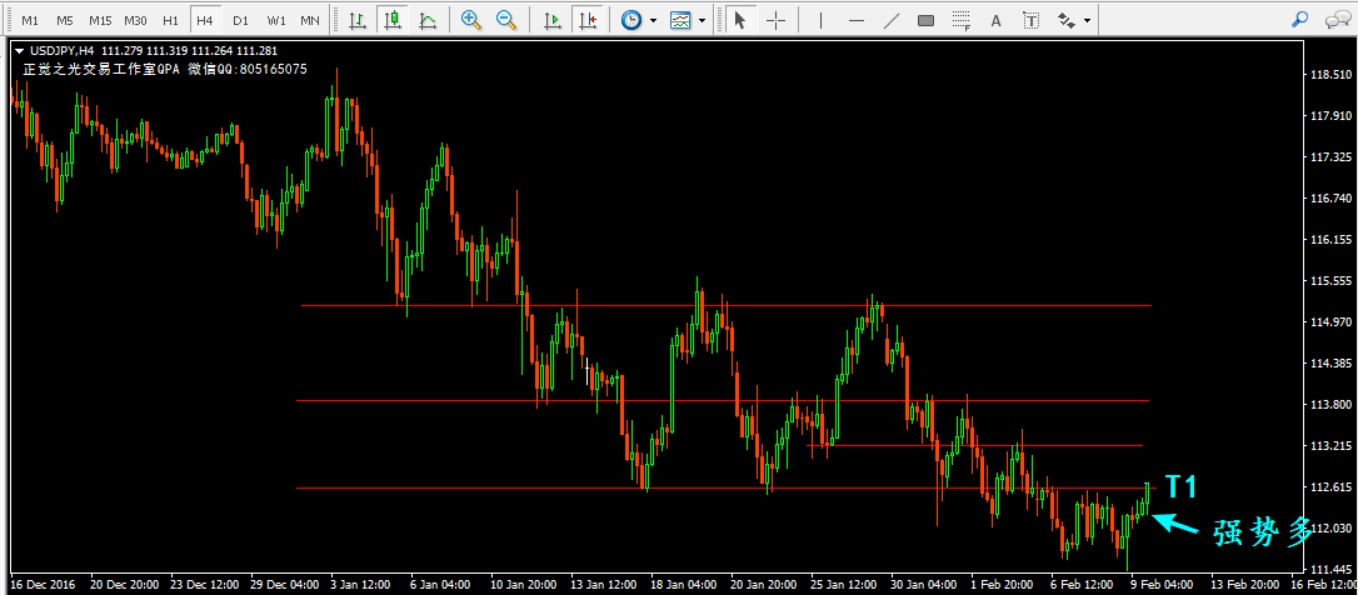 M1 M5 M15 M30 H1 H4 D1 W1 MN A T
USDJPY,H4 111.279 111.319 111.264 111.281
正觉之光交易工作室QPA 微信QQ:805165075
118.510
117.910
117.325
116.740
116.155
115.555
114.970
114.385
113.800
113.215
112.615
T1
112.030
强势多
111.445
16 Dec 2016 20 Dec 20:00 23 Dec 12:00 29 Dec 04:00 3 Jan 12:00 6 Jan 04:00 10 Jan 20:00 13 Jan 12:00 18 Jan 04:00 20 Jan 20:00 25 Jan 12:00 30 Jan 04:00 1 Feb 20:00 6 Feb 12:00 9 Feb 04:00 13 Feb 20:00 16 Feb 12:00